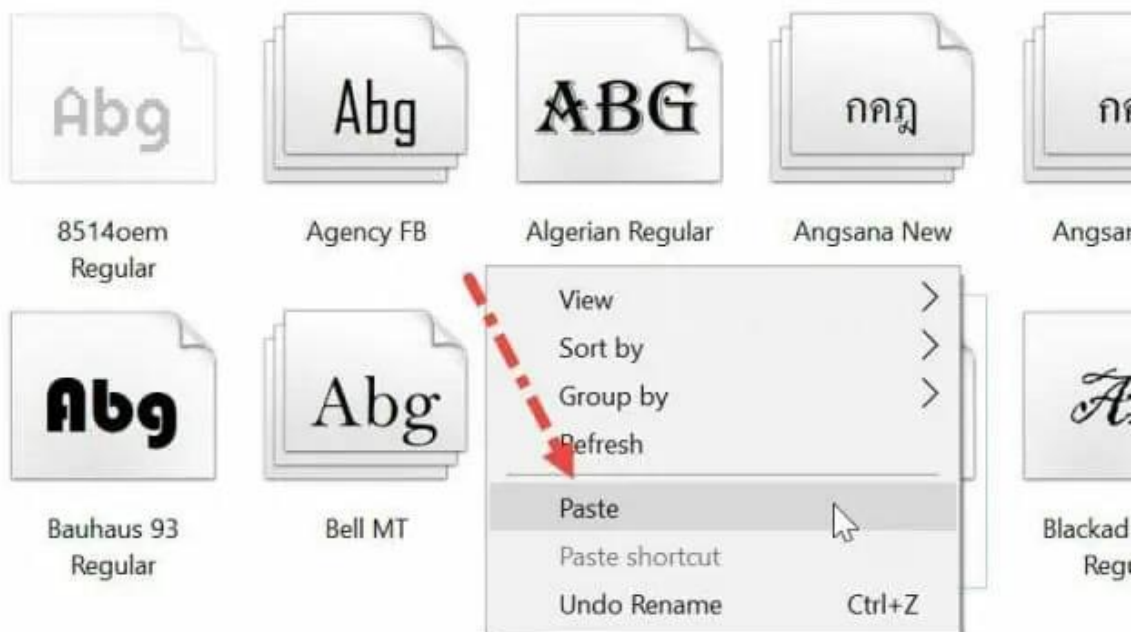 Abg
Abg
ABG
กคฎ
8514oem
Regular
Agency FB
Algerian Regular
Angsana New
View
Sort by
Group by
Refresh
Paste
Paste shortcut
Undo Rename Ctrl+Z
Abg
Abg
Bauhaus 93
Regular
Bell MT